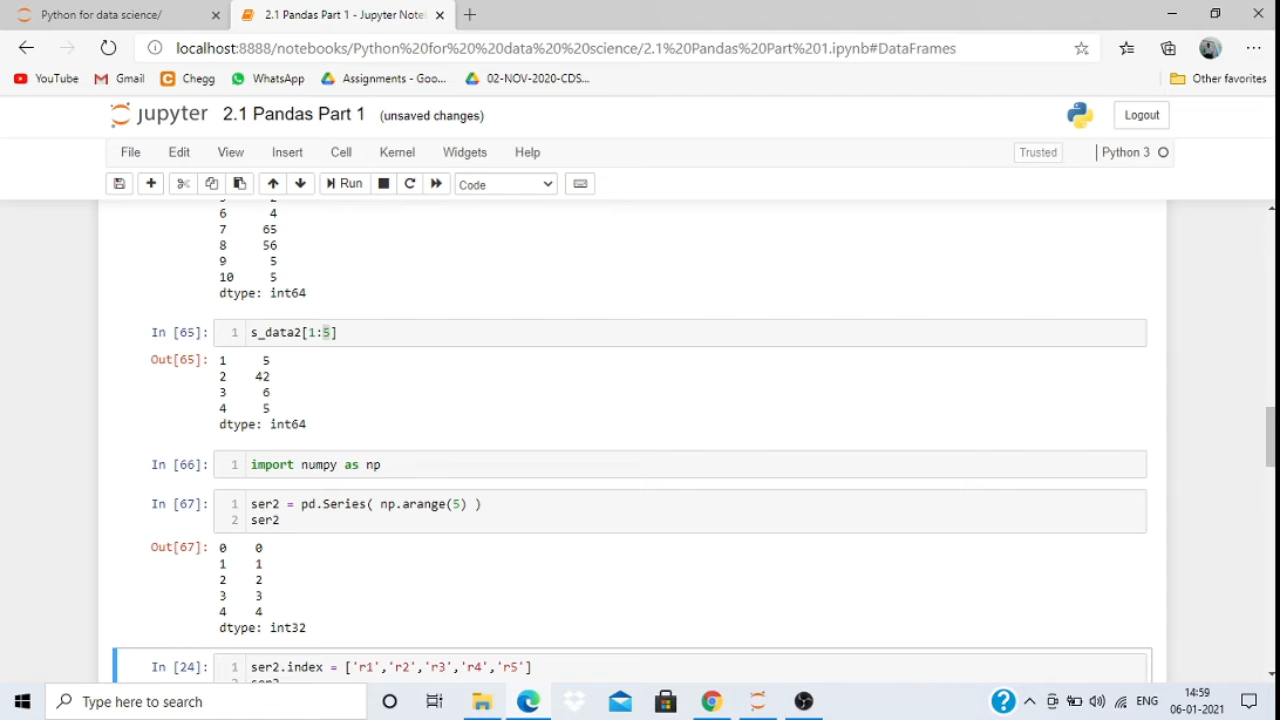 Python for data science/
2.1 Pandas Part 1 - Jupyter Note
localhost:8888/notebooks/Python%20for%20%20data%20%20science/2.1%20Pandas%20Part%201.ipynb#DataFrames
YouTube Gmail Chegg WhatsApp Assignments - Goo... 02-NOV-2020-CDS... Other favorites
jupyter 2.1 Pandas Part 1 (unsaved changes) Logout
File Edit View Insert Cell Kernel Widgets Help Trusted Python 3
Run Code
6 4
7 65
8 56
9 5
10 5
dtype: int64
In [65]: 1 s_data2[1:5]
Out[65]: 1 5
2 42
3 6
4 5
dtype: int64
In [66]: 1 import numpy as np
In [67]: 1 ser2 = pd.Series( np.arange(5) )
2 ser2
Out[67]: 0 0
1 1
2 2
3 3
4 4
dtype: int32
In [24]: 1 ser2.index = ['r1','r2','r3','r4','r5']
Type here to search
ENG
14:59
06-01-2021